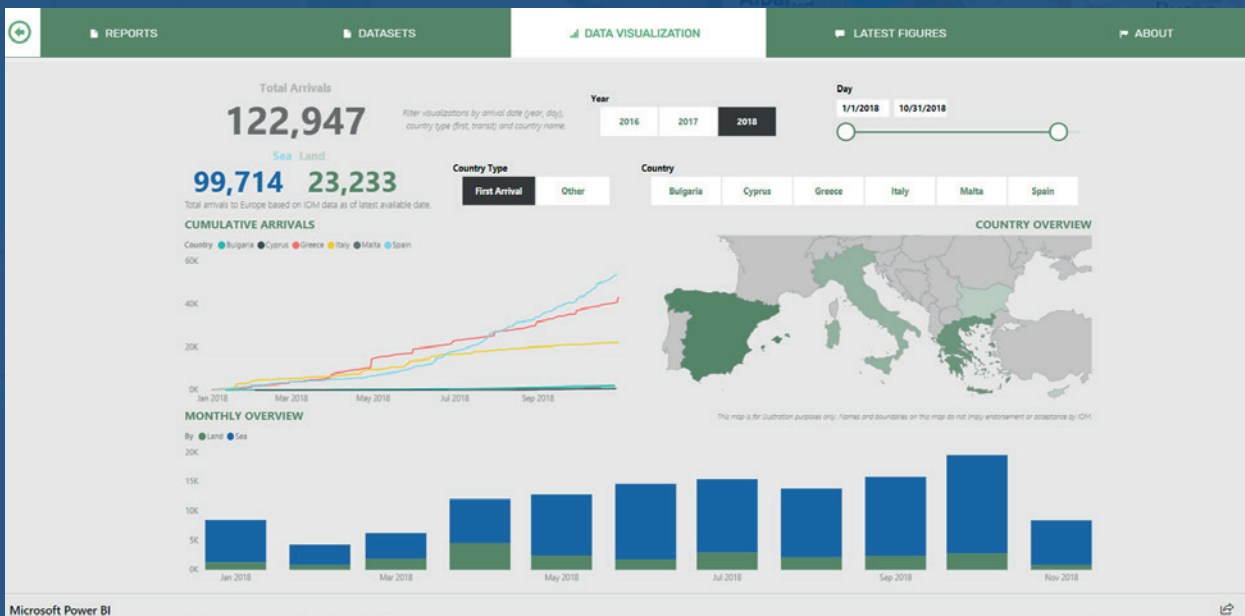 REPORTS
DATASETS
DATA VISUALIZATION
LATEST FIGURES
ABOUT
Total Arrivals
122,947
Filter visualizations by arrival date (year, day),
country type (first, transit) and country name.
Year
2016 2017 2018
Day
1/1/2018 10/31/2018
Sea Land
99,714 23,233
Total arrivals to Europe based on IOM data as of latest available date.
Country Type
First Arrival Other
Country
Bulgaria Cyprus Greece Italy Malta Spain
CUMULATIVE ARRIVALS
Country Bulgaria Cyprus Greece Italy Malta Spain
60K
40K
20K
0K
Jan 2018 Mar 2018 May 2018 Jul 2018 Sep 2018
COUNTRY OVERVIEW
This map is for illustration purposes only. Names and boundaries on this map do not imply endorsement or acceptance by IOM.
MONTHLY OVERVIEW
By Land Sea
20K
15K
10K
5K
0K
Jan 2018 Mar 2018 May 2018 Jul 2018 Sep 2018 Nov 2018
Microsoft Power BI